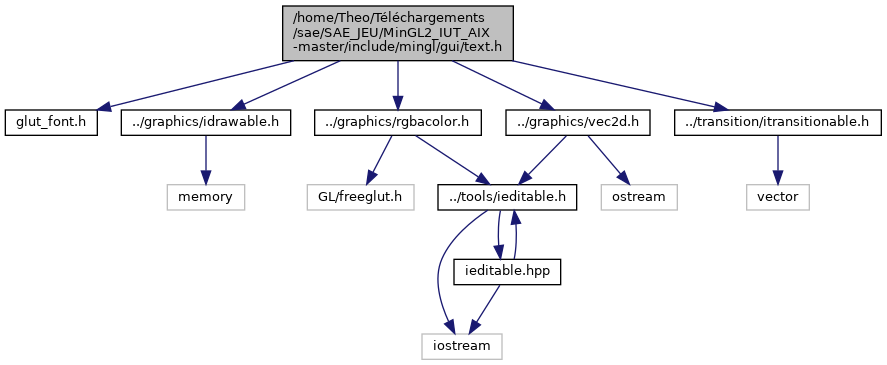 /home/Theo/Téléchargements
/sae/SAE_JEU/MinGL2_IUT_AIX
-master/include/mingl/gui/text.h
glut_font.h
../graphics/idrawable.h
../graphics/rgbacolor.h
../graphics/vec2d.h
../transition/itransitionable.h
memory
GL/freeglut.h
../tools/ieditable.h
ostream
vector
ieditable.hpp
iostream